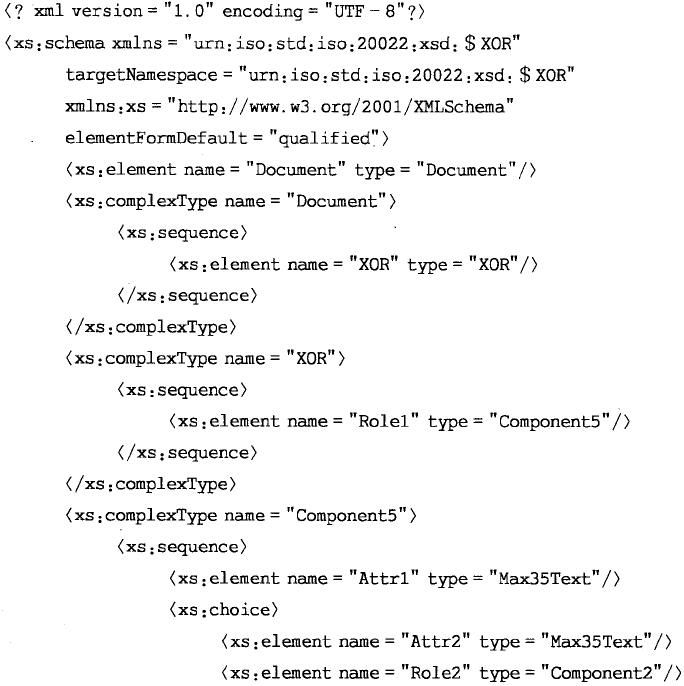 〈? xml version = "1.0" encoding = "UTF - 8"?〉
〈xs:schema xmlns = "urn:iso:std:iso:20022:xsd: $ XOR"
targetNamespace = "urn:iso:std:iso:20022:xsd: $ XOR"
xmlns:xs = "http://www.w3.org/2001/XMLSchema"
elementFormDefault = "qualified"〉
〈xs:element name = "Document" type = "Document"/〉
〈xs:complexType name = "Document"〉
〈xs:sequence〉
〈xs:element name = "XOR" type = "XOR"/〉
〈/xs:sequence〉
〈/xs:complexType〉
〈xs:complexType name = "XOR"〉
〈xs:sequence〉
〈xs:element name = "Role1" type = "Component5"/〉
〈/xs:sequence〉
〈/xs:complexType〉
〈xs:complexType name = "Component5"〉
〈xs:sequence〉
〈xs:element name = "Attr1" type = "Max35Text"/〉
〈xs:choice〉
〈xs:element name = "Attr2" type = "Max35Text"/〉
〈xs:element name = "Role2" type = "Component2"/〉